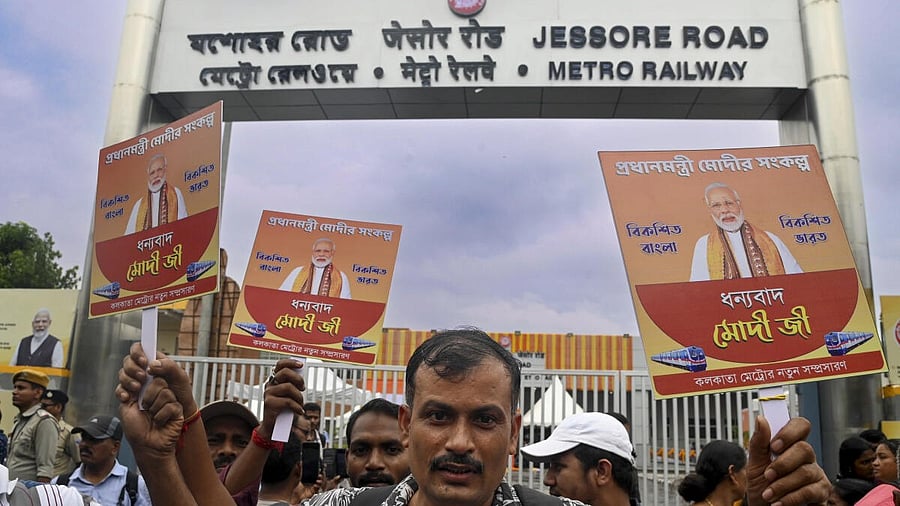 যশোহর রোড জেসোর রোড JESSORE ROAD
মেট্রো রেলওয়ে • मेट्रो रेलवे • METRO RAILWAY
প্রধানমন্ত্রী মোদীর সংকল্প
বিকশিত বাংলা
বিকশিত ভারত
ধন্যবাদ
মোদী জী
কলকাতা মেট্রোর নতুন সম্প্রসারণ
প্রধানমন্ত্রী মোদীর সংকল্প
বিকশিত বাংলা
বিকশিত ভারত
ধন্যবাদ
মোদী জী
কলকাতা মেট্রোর নতুন সম্প্রসারণ
প্রধানমন্ত্রী মোদীর সংকল্প
বিকশিত
বাংলা
বিকশিত
ভারত
ধন্যবাদ
মোদী জী
কলকাতা মেট্রোর নতুন সম্প্রসারণ